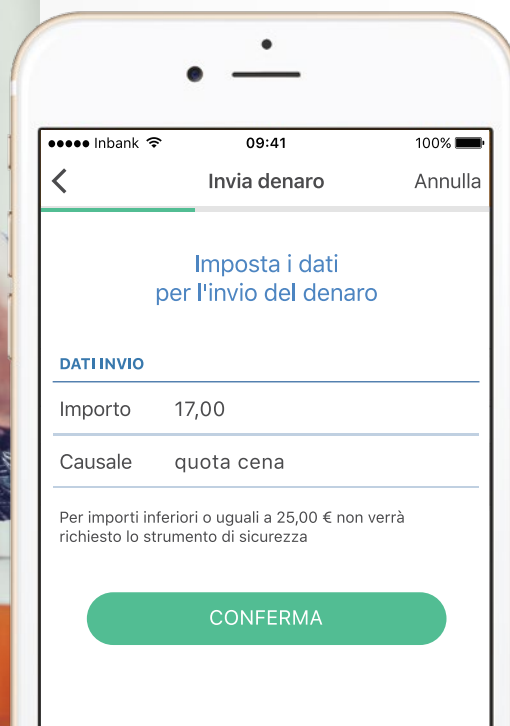 Inbank 09:41 100%
Invia denaro Annulla
Imposta i dati
per l'invio del denaro
DATI INVIO
Importo 17,00
Causale quota cena
Per importi inferiori o uguali a 25,00 € non verrà
richiesto lo strumento di sicurezza
CONFERMA